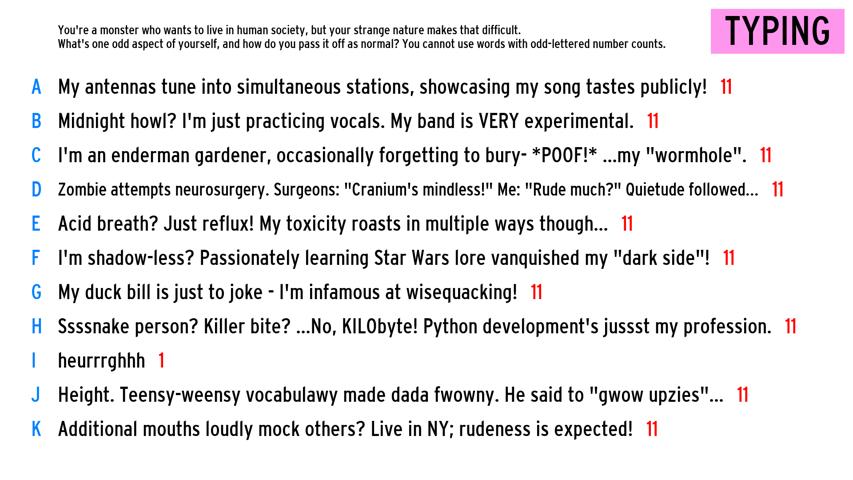 You're a monster who wants to live in human society, but your strange nature makes that difficult.
What's one odd aspect of yourself, and how do you pass it off as normal? You cannot use words with odd-lettered number counts.
TYPING
A My antennas tune into simultaneous stations, showcasing my song tastes publicly! 11
B Midnight howl? I'm just practicing vocals. My band is VERY experimental. 11
C I'm an enderman gardener, occasionally forgetting to bury- *POOF!* ...my "wormhole". 11
D Zombie attempts neurosurgery. Surgeons: "Cranium's mindless!" Me: "Rude much?" Quietude followed... 11
E Acid breath? Just reflux! My toxicity roasts in multiple ways though... 11
F I'm shadow-less? Passionately learning Star Wars lore vanquished my "dark side"! 11
G My duck bill is just to joke - I'm infamous at wisequacking! 11
H Ssssnake person? Killer bite? ...No, KILObyte! Python development's jussst my profession. 11
I heurrrghhh 1
J Height. Teensy-weensy vocabulawy made dada fwowny. He said to "gwow upzies"... 11
K Additional mouths loudly mock others? Live in NY; rudeness is expected! 11